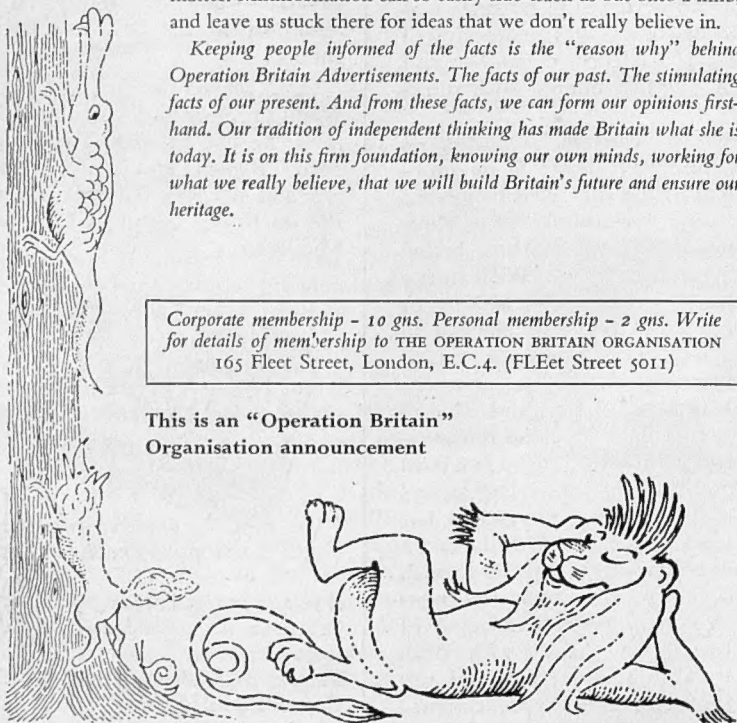 and leave us stuck there for ideas that we don't really believe in.
Keeping people informed of the facts is the "reason why" behind
Operation Britain Advertisements. The facts of our past. The stimulating
facts of our present. And from these facts, we can form our opinions first-
hand. Our tradition of independent thinking has made Britain what she is
today. It is on this firm foundation, knowing our own minds, working for
what we really believe, that we will build Britain's future and ensure our
heritage.
Corporate membership – 10 gns. Personal membership – 2 gns. Write
for details of membership to THE OPERATION BRITAIN ORGANISATION
165 Fleet Street, London, E.C.4. (FLEet Street 5011)
This is an "Operation Britain"
Organisation announcement